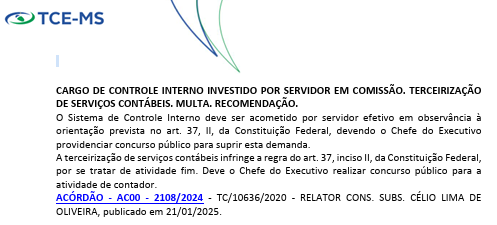 TCE-MS
CARGO DE CONTROLE INTERNO INVESTIDO POR SERVIDOR EM COMISSÃO. TERCEIRIZAÇÃO
DE SERVIÇOS CONTÁBEIS. MULTA. RECOMENDAÇÃO.
O Sistema de Controle Interno deve ser acometido por servidor efetivo em observância à
orientação prevista no art. 37, II, da Constituição Federal, devendo o Chefe do Executivo
providenciar concurso público para suprir esta demanda.
A terceirização de serviços contábeis infringe a regra do art. 37, inciso II, da Constituição Federal,
por se tratar de atividade fim. Deve o Chefe do Executivo realizar concurso público para a
atividade de contador.
ACÓRDÃO - AC00 - 2108/2024 - TC/10636/2020 - RELATOR CONS. SUBS. CÉLIO LIMA DE
OLIVEIRA, publicado em 21/01/2025.